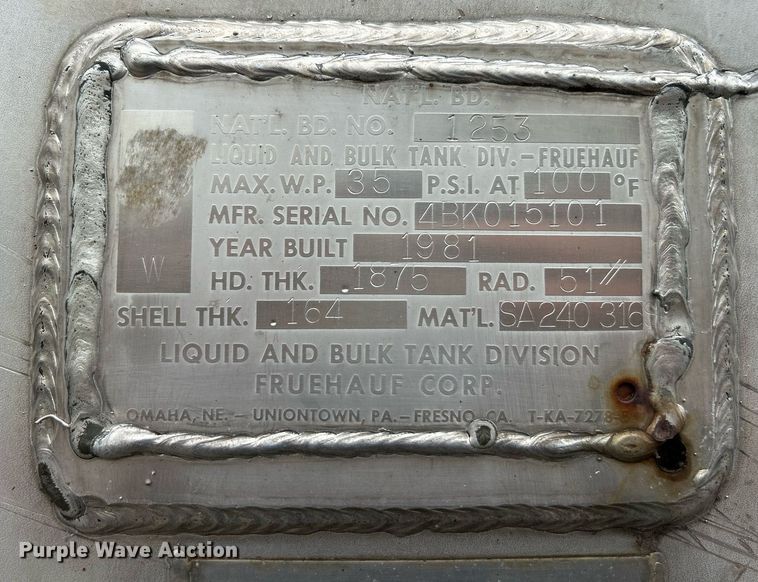 NAT'L. BD.
NAT'L. BD. NO. 1253
LIQUID AND BULK TANK DIV.-FRUEHAUF
MAX. W.P. 35 P.S.I. AT 100 °F
MFR. SERIAL NO. 4BK015101
YEAR BUILT 1981
W
HD. THK. 1875 RAD. 51"
SHELL THK. 164 MAT'L. SA240 316
LIQUID AND BULK TANK DIVISION
FRUEHAUF CORP.
OMAHA, NE. – UNIONTOWN, PA. – FRESNO, CA. T-KA-7278-
Purple Wave Auction